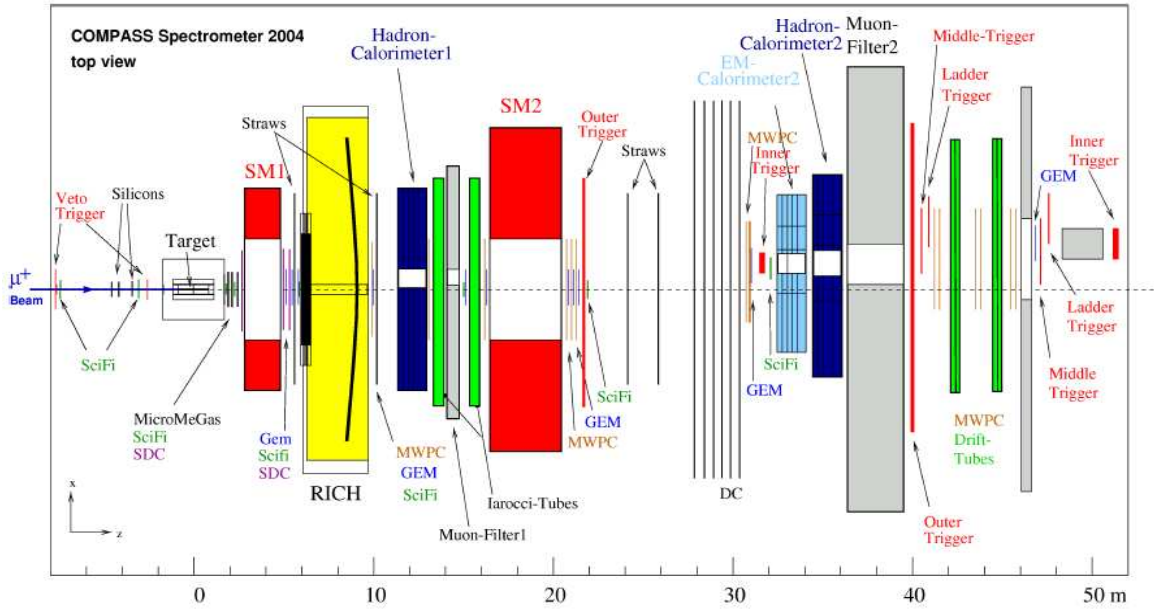 COMPASS Spectrometer 2004
top view
Hadron-
Calorimeter1
Hadron-
Calorimeter2
Muon-
Filter2
Middle-Trigger
EM-
Calorimeter2
Ladder
Trigger
SM2
Outer
Trigger
Straws
Straws
MWPC
Inner
Trigger
Inner
Trigger
GEM
SM1
Veto
Trigger
Silicons
Target
μ+
Beam
SciFi
MicroMeGas
SciFi
SDC
Gem
Scifi
SDC
RICH
MWPC
GEM
SciFi
Iarocci-Tubes
Muon-Filter1
SciFi
GEM
MWPC
DC
GEM
SciFi
MWPC
Drift-
Tubes
Outer
Trigger
Ladder
Trigger
Middle
Trigger
x
z
0
10
20
30
40
50 m